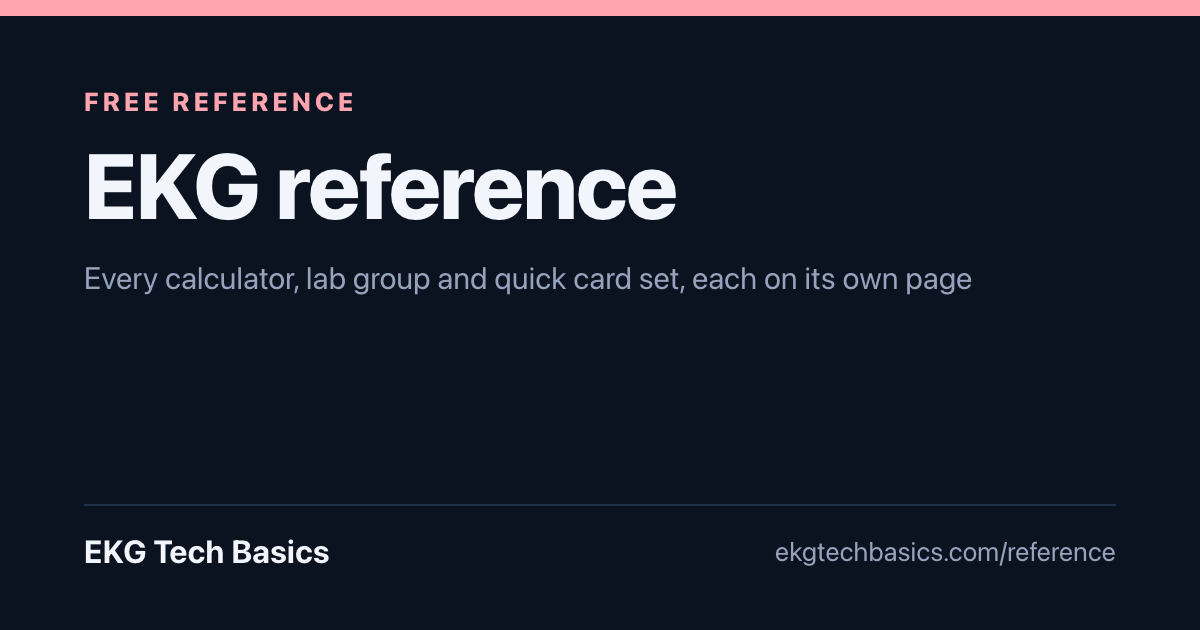 FREE REFERENCE
EKG reference
Every calculator, lab group and quick card set, each on its own page
EKG Tech Basics
ekgtechbasics.com/reference